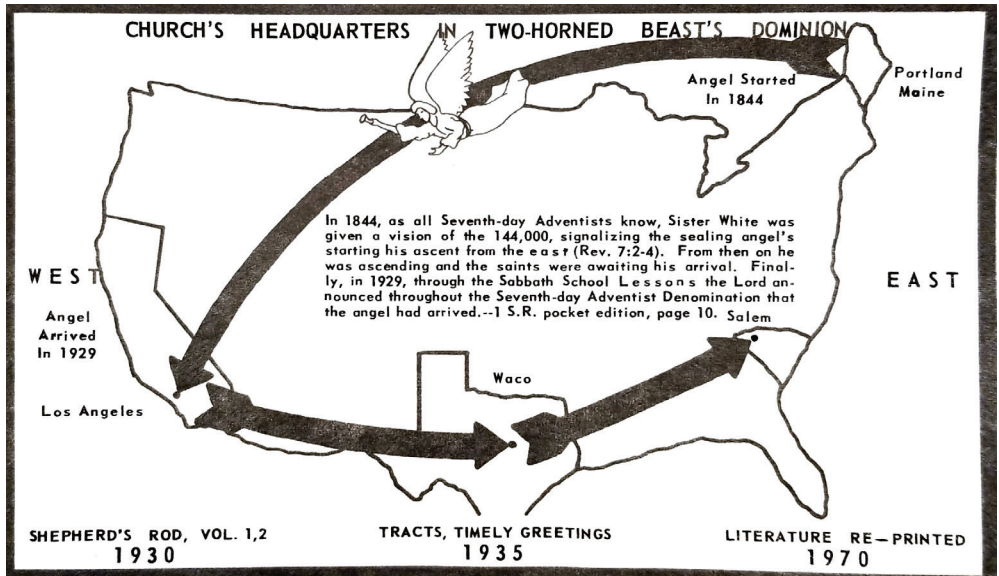 CHURCH'S HEADQUARTERS IN TWO-HORNED BEAST'S DOMINION
Angel Started
In 1844
Portland
Maine
In 1844, as all Seventh-day Adventists know, Sister White was
given a vision of the 144,000, signalizing the sealing angel's
starting his ascent from the east (Rev. 7:2-4). From then on he
was ascending and the saints were awaiting his arrival. Final-
ly, in 1929, through the Sabbath School Lessons the Lord an-
nounced throughout the Seventh-day Adventist Denomination that
the angel had arrived.--1 S.R. pocket edition, page 10.
Salem
WEST
EAST
Angel
Arrived
In 1929
Los Angeles
Waco
SHEPHERD'S ROD, VOL. 1,2
1930
TRACTS, TIMELY GREETINGS
1935
LITERATURE RE-PRINTED
1970